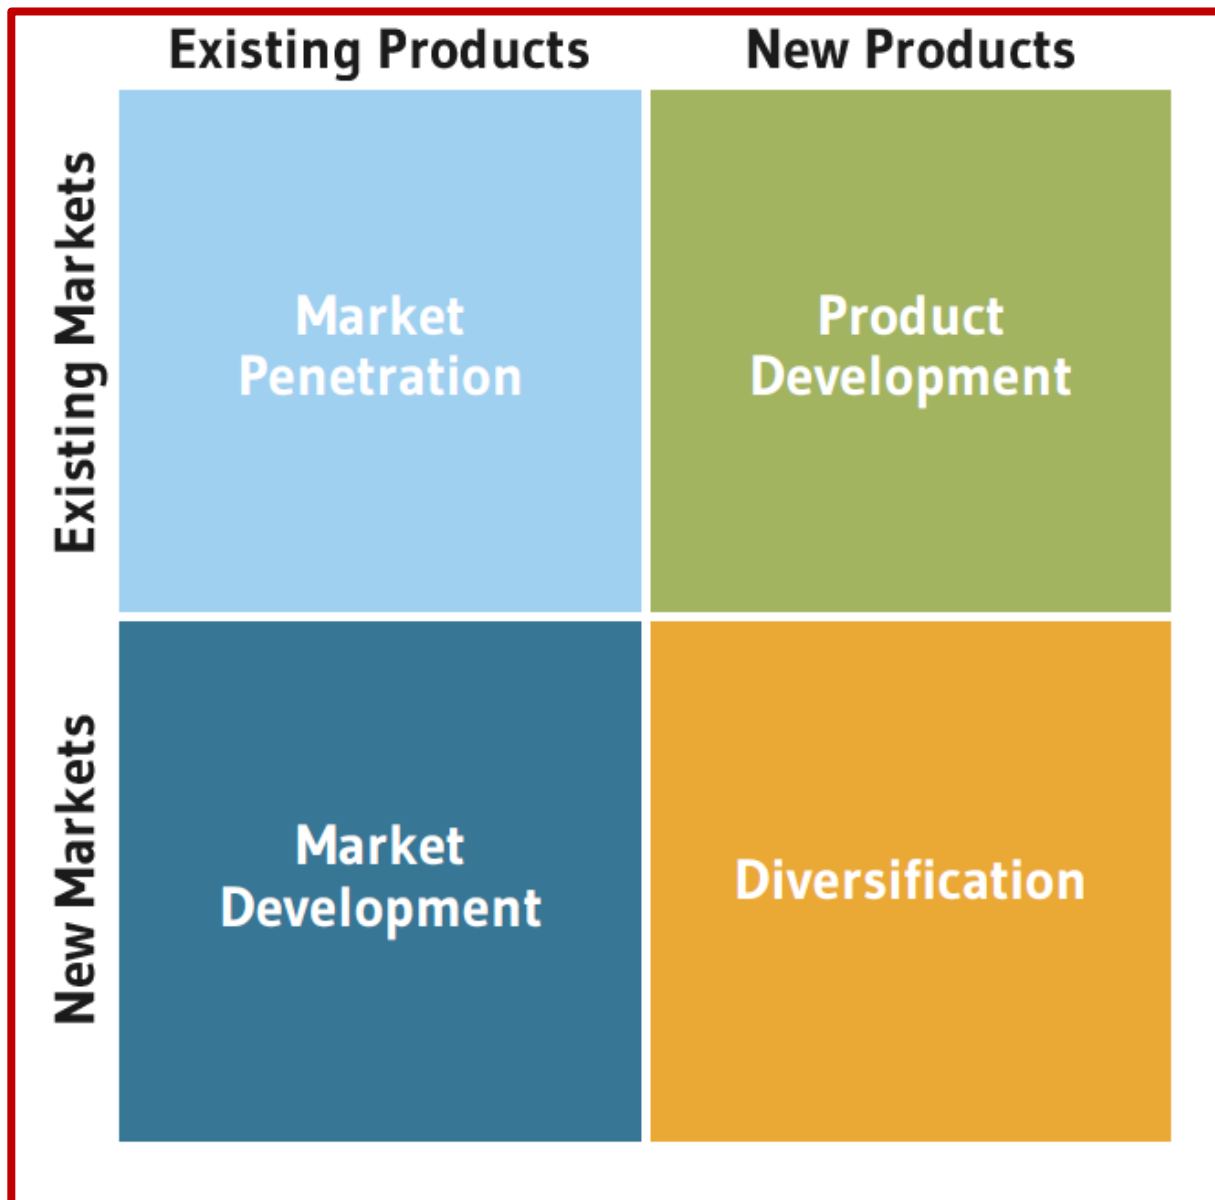 Existing Products
New Products
Existing Markets
Market
Penetration
Product
Development
New Markets
Market
Development
Diversification